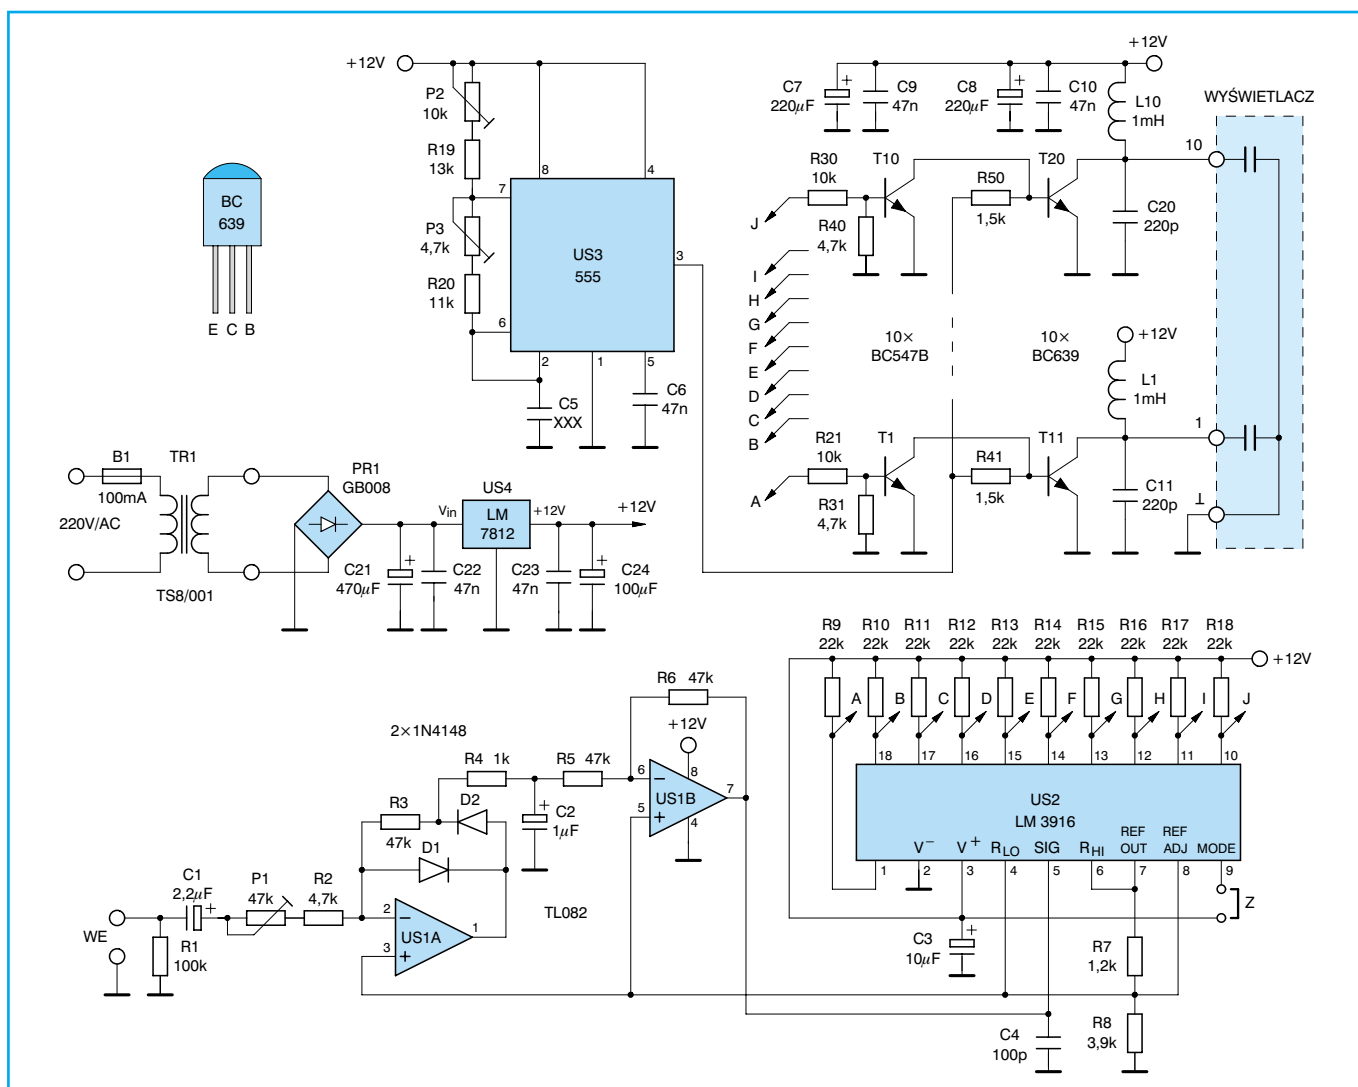 +12V
P2
10k
R19
13k
P3
4,7k
R20
11k
7
6
8
4
US3
555
3
2
1
5
C5
XXX
C6
47n
BC
639
E C B
+12V
C7
220µF
+
C9
47n
C8
220µF
+
C10
47n
L10
1mH
WYŚWIETLACZ
10
R30
10k
T10
R50
1,5k
T20
J
R40
4,7k
C20
220p
I
H
G
F
E
D
C
B
10×
BC547B
10×
BC639
+12V
L1
1mH
1
R21
10k
T1
R41
1,5k
T11
A
R31
4,7k
C11
220p
⊥
B1
100mA
TR1
220V/AC
TS8/001
PR1
GB008
US4
Vin
LM
7812
+12V
+12V
C21
470µF
+
C22
47n
C23
47n
+
C24
100µF
R9
22k
R10
22k
R11
22k
R12
22k
R13
22k
R14
22k
R15
22k
R16
22k
R17
22k
R18
22k
+12V
A
B
C
D
E
F
G
H
I
J
18
17
16
15
14
13
12
11
10
US2
LM 3916
V−
V+
RLO
SIG
RHI
REF
OUT
REF
ADJ
MODE
1
2
3
4
5
6
7
8
9
Z
C3
10µF
+
R7
1,2k
R8
3,9k
C4
100p
R6 47k
+12V
2×1N4148
R4 1k
R5 47k
6
−
5
+
8
US1B
7
4
R3
47k
D2
+
C2
1µF
D1
C1
2,2µF
+
P1
47k
R2
4,7k
2
−
3
+
US1A
1
TL082
WE
R1
100k